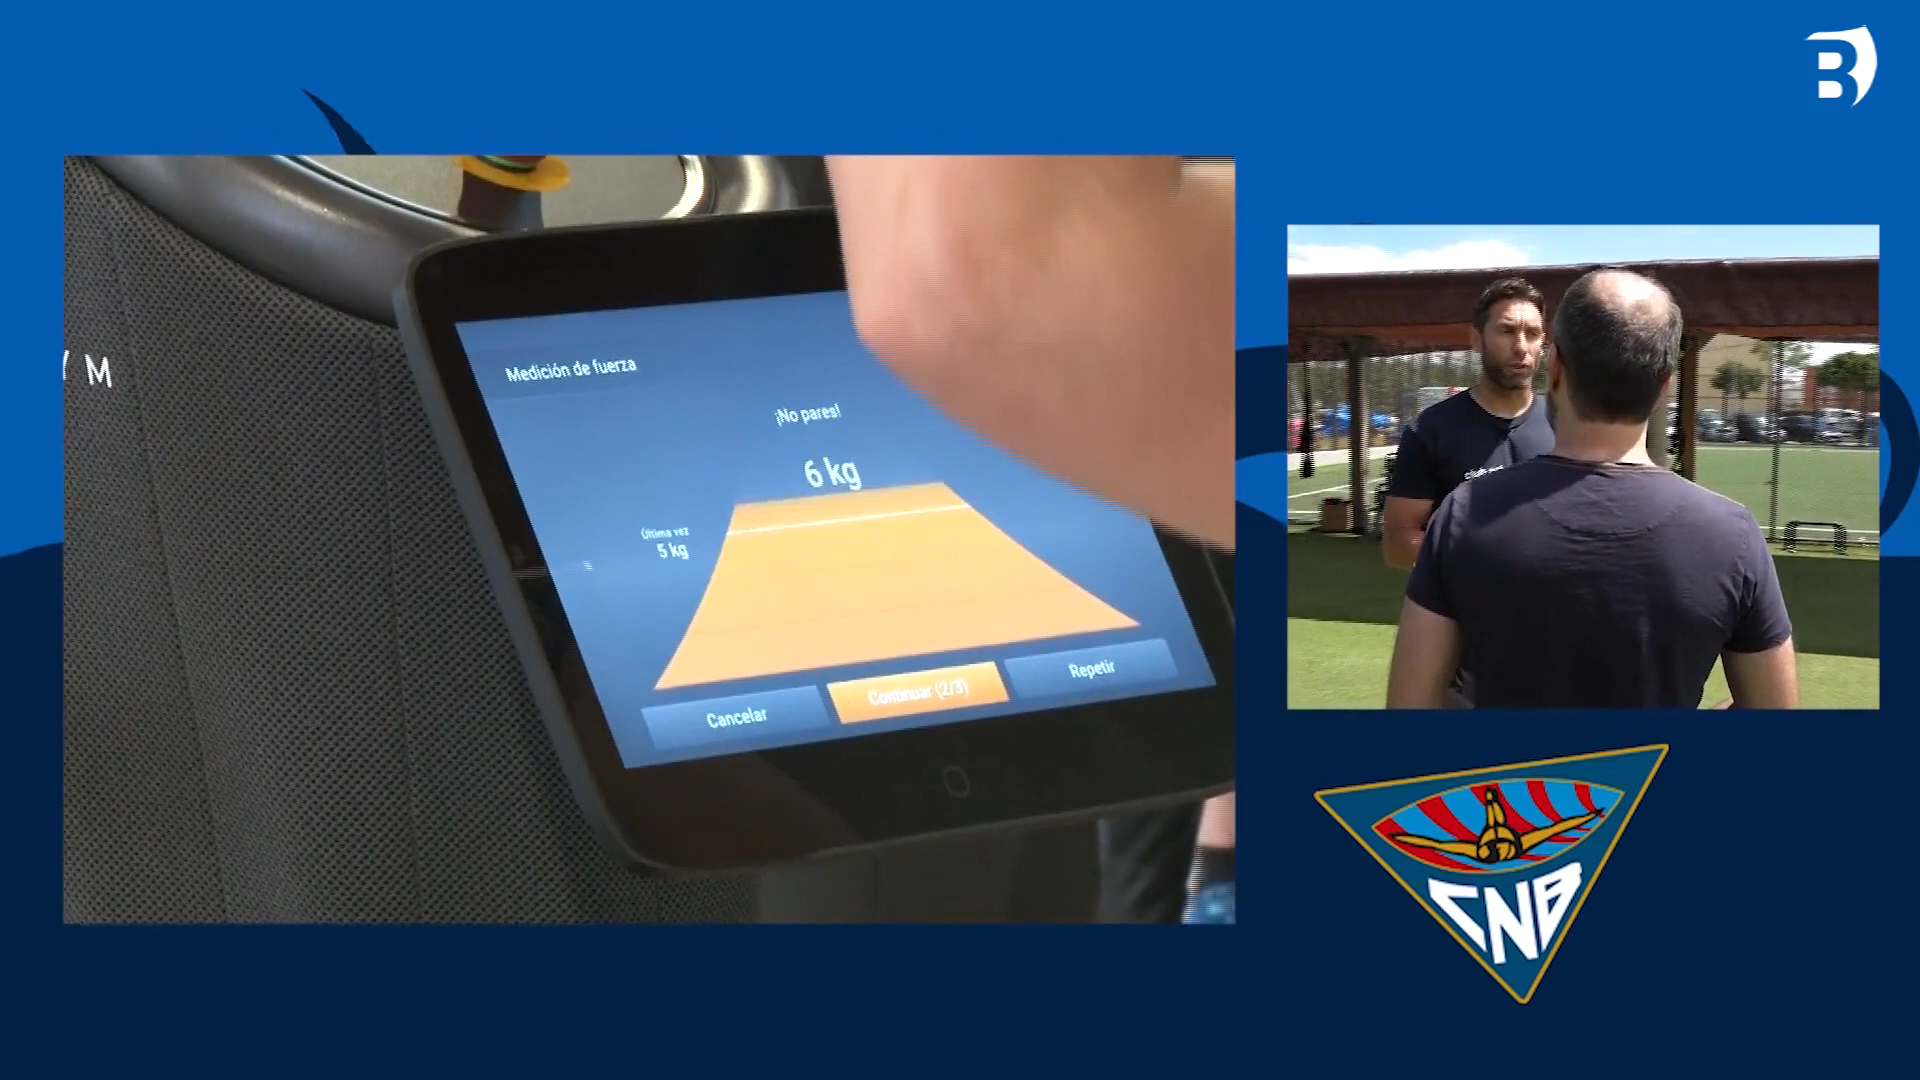 B
Y M
Medición de fuerza
¡No pares!
6 kg
Última vez
5 kg
Cancelar
Continuar (2/3)
Repetir
CNB